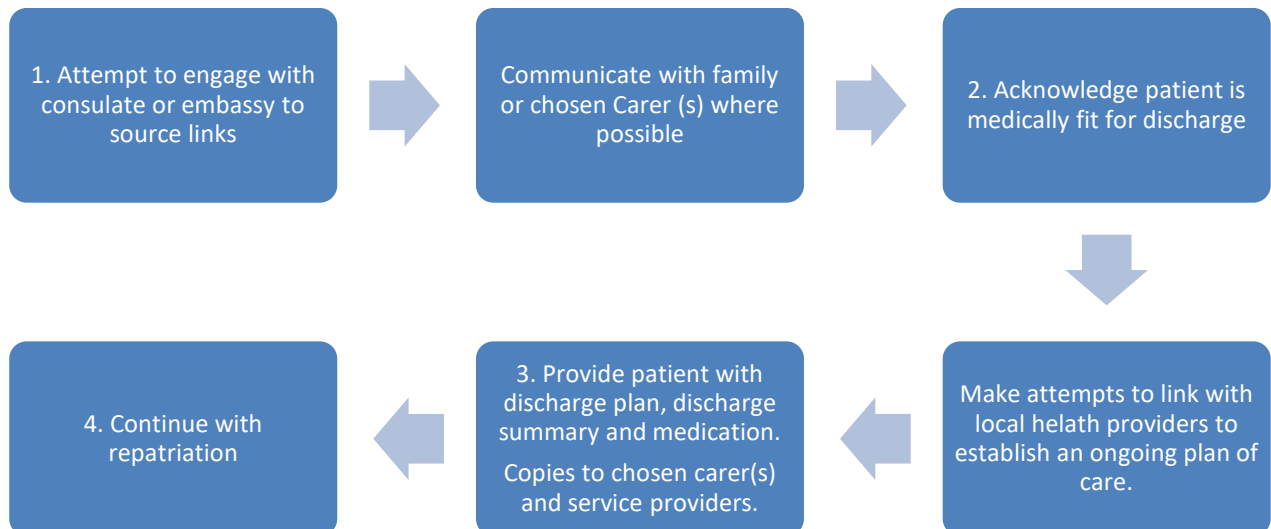 1. Attempt to engage with
consulate or embassy to
source links
Communicate with family
or chosen Carer (s) where
possible
2. Acknowledge patient is
medically fit for discharge
Make attempts to link with
local helath providers to
establish an ongoing plan of
care.
3. Provide patient with
discharge plan, discharge
summary and medication.
Copies to chosen carer(s)
and service providers.
4. Continue with
repatriation